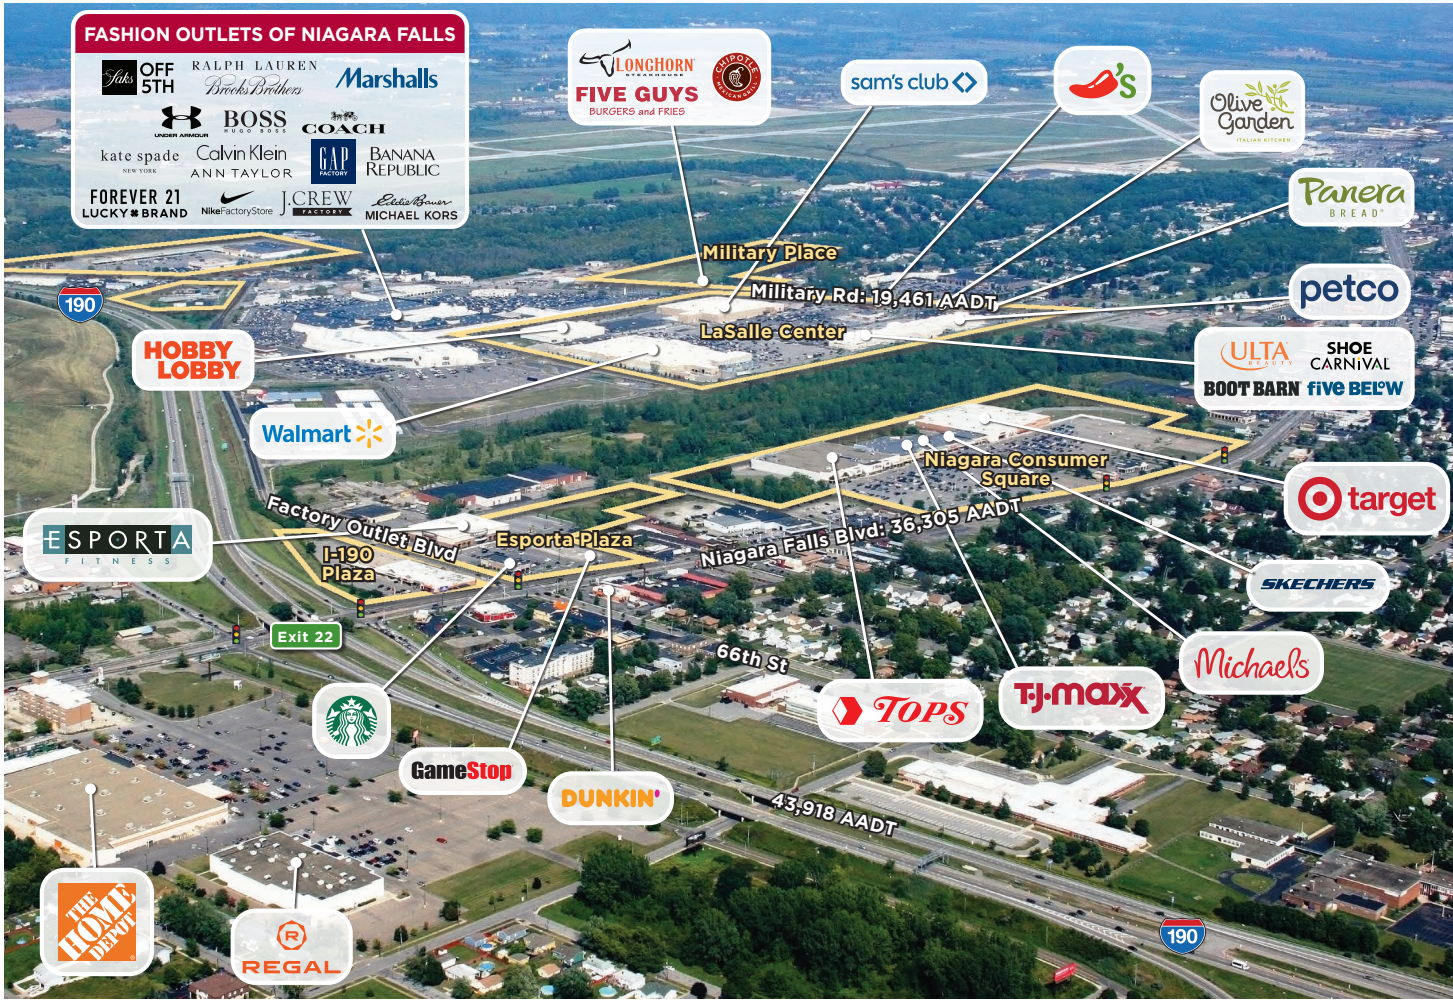 FASHION OUTLETS OF NIAGARA FALLS
Saks OFF 5TH
RALPH LAUREN
Brooks Brothers
Marshalls
UNDER ARMOUR
BOSS
HUGO BOSS
COACH
kate spade
NEW YORK
Calvin Klein
ANN TAYLOR
GAP
FACTORY
BANANA
REPUBLIC
FOREVER 21
LUCKY BRAND
NikeFactoryStore
J.CREW
FACTORY
Eddie Bauer
MICHAEL KORS
LONGHORN
STEAKHOUSE
FIVE GUYS
BURGERS and FRIES
CHIPOTLE
MEXICAN GRILL
sam's club
's
Olive
Garden
ITALIAN KITCHEN
Panera
BREAD®
petco
ULTA
BEAUTY
SHOE
CARNIVAL
BOOT BARN
five BEL°W
Military Place
Military Rd: 19,461 AADT
LaSalle Center
190
HOBBY
LOBBY
Walmart
Niagara Consumer
Square
target
Factory Outlet Blvd
Esporta Plaza
Niagara Falls Blvd: 36,305 AADT
I-190
Plaza
ESPORTA
FITNESS
SKECHERS
Exit 22
66th St
Michaels
T·J·maxx
TOPS
GameStop
DUNKIN'
43,918 AADT
THE
HOME
DEPOT
R
REGAL
190